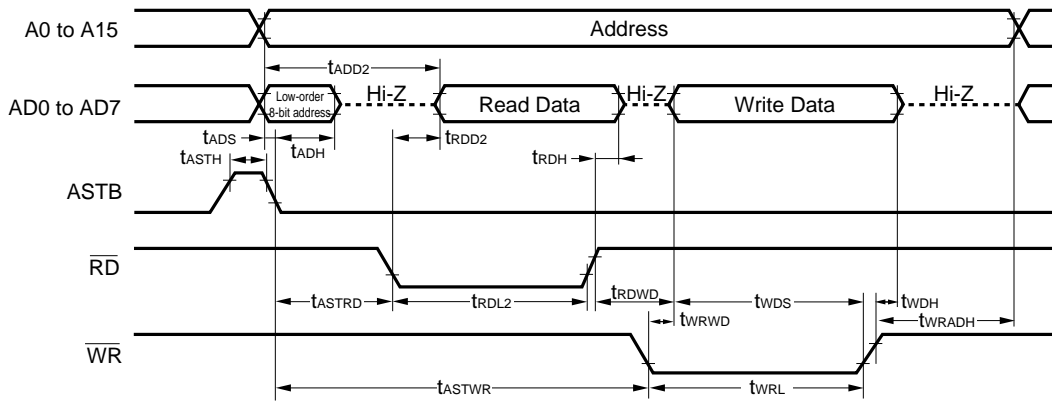 A0 to A15
Address
tADD2
AD0 to AD7
Low-order
8-bit address
Hi-Z
Read Data
Hi-Z
Write Data
Hi-Z
tADS
tADH
tRDD2
tASTH
tRDH
ASTB
RD
tASTRD
tRDL2
tRDWD
tWDS
tWDH
tWRWD
tWRADH
WR
tASTWR
tWRL